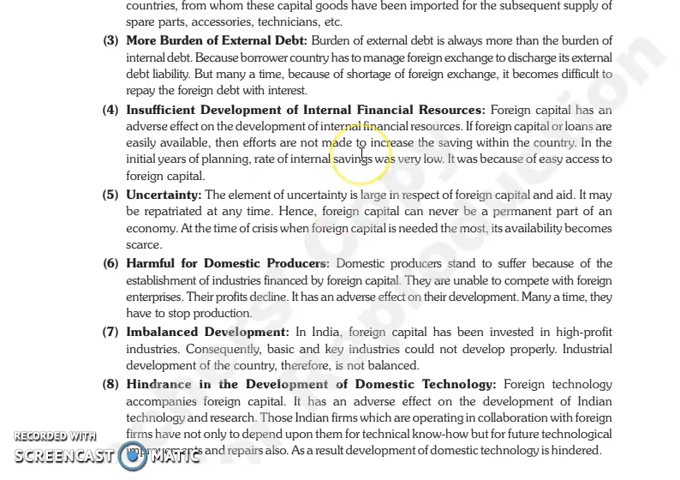 countries, from whom these capital goods have been imported for the subsequent supply of
spare parts, accessories, technicians, etc.
(3) More Burden of External Debt: Burden of external debt is always more than the burden of
internal debt. Because borrower country has to manage foreign exchange to discharge its external
debt liability. But many a time, because of shortage of foreign exchange, it becomes difficult to
repay the foreign debt with interest.
(4) Insufficient Development of Internal Financial Resources: Foreign capital has an
adverse effect on the development of internal financial resources. If foreign capital or loans are
easily available, then efforts are not made to increase the saving within the country. In the
initial years of planning, rate of internal savings was very low. It was because of easy access to
foreign capital.
(5) Uncertainty: The element of uncertainty is large in respect of foreign capital and aid. It may
be repatriated at any time. Hence, foreign capital can never be a permanent part of an
economy. At the time of crisis when foreign capital is needed the most, its availability becomes
scarce.
(6) Harmful for Domestic Producers: Domestic producers stand to suffer because of the
establishment of industries financed by foreign capital. They are unable to compete with foreign
enterprises. Their profits decline. It has an adverse effect on their development. Many a time, they
have to stop production.
(7) Imbalanced Development: In India, foreign capital has been invested in high-profit
industries. Consequently, basic and key industries could not develop properly. Industrial
development of the country, therefore, is not balanced.
(8) Hindrance in the Development of Domestic Technology: Foreign technology
accompanies foreign capital. It has an adverse effect on the development of Indian
technology and research. Those Indian firms which are operating in collaboration with foreign
firms have not only to depend upon them for technical know-how but for future technological
and repairs also. As a result development of domestic technology is hindered.
RECORDED WITH
SCREENCAST MATIC